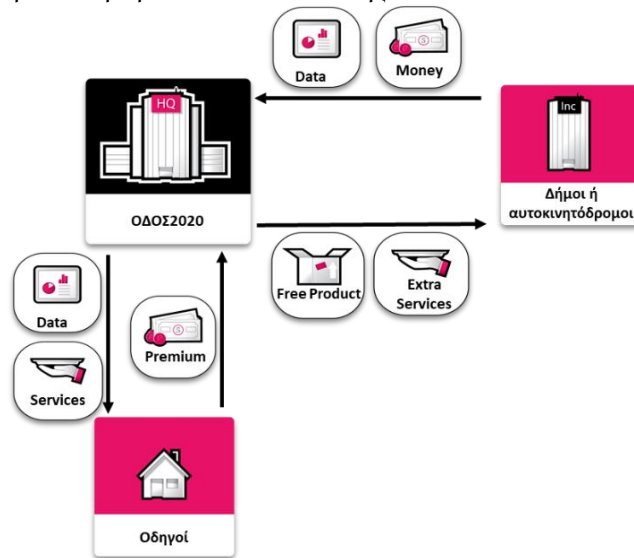 Data
Money
HQ
Inc
ΟΔΟΣ2020
Δήμοι ή
αυτοκινητόδρομοι
Free Product
Extra
Services
Data
Premium
Services
Οδηγοί